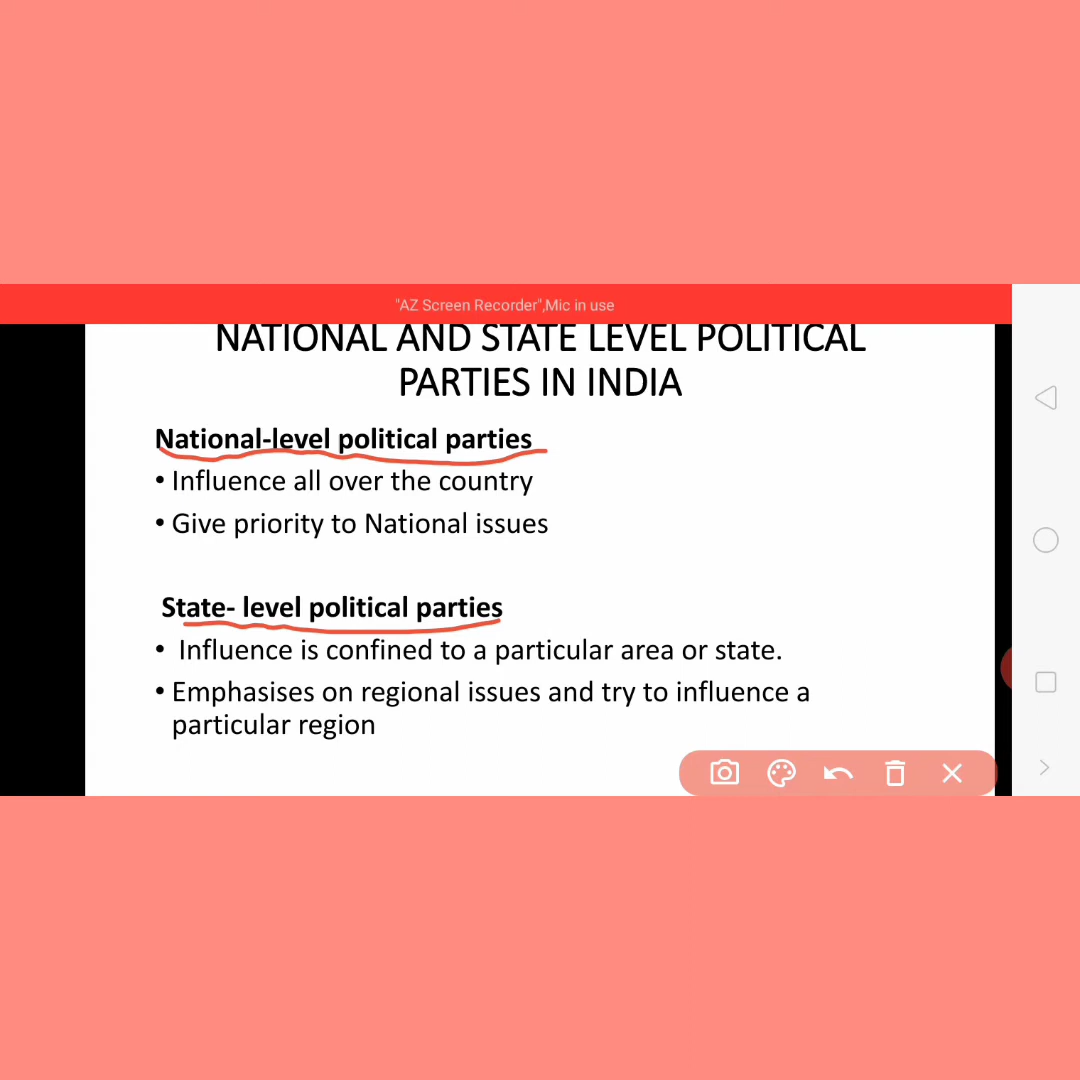 "AZ Screen Recorder",Mic in use
NATIONAL AND STATE LEVEL POLITICAL
PARTIES IN INDIA
National-level political parties
• Influence all over the country
• Give priority to National issues
State- level political parties
• Influence is confined to a particular area or state.
• Emphasises on regional issues and try to influence a
particular region